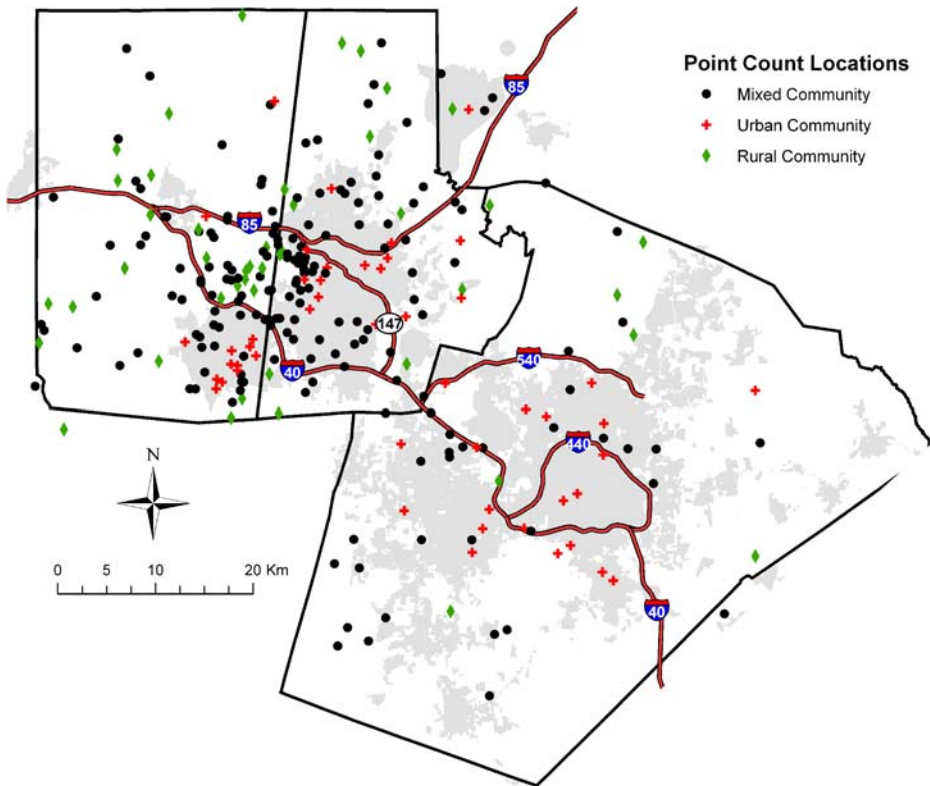 Point Count Locations
Mixed Community
Urban Community
Rural Community
85
85
147
40
540
440
N
0 5 10 20 Km
40